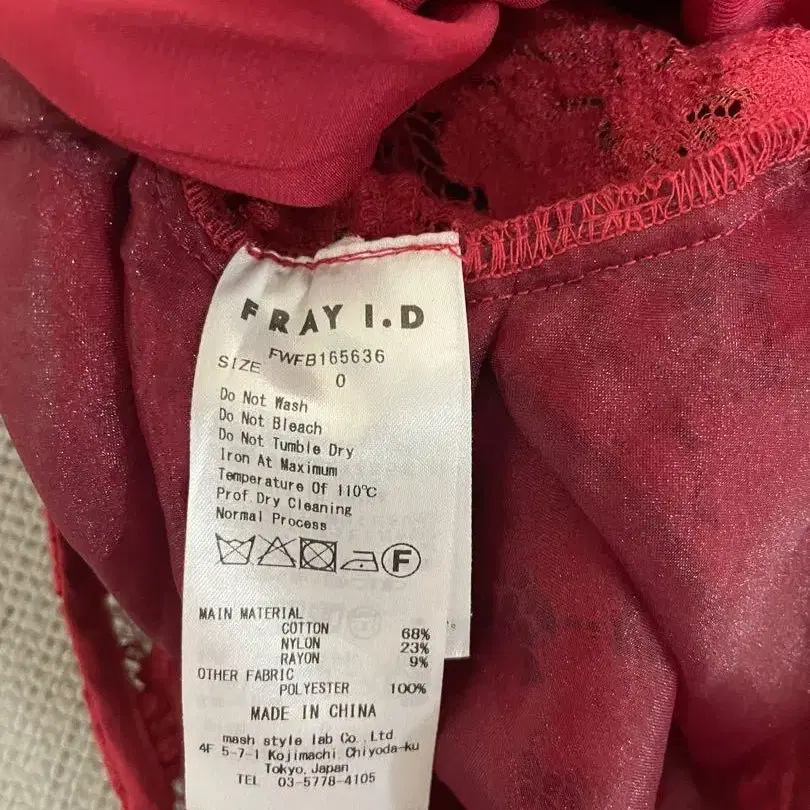 FRAY I.D
FWFB165636
SIZE 0
Do Not Wash
Do Not Bleach
Do Not Tumble Dry
Iron At Maximum
Temperature Of 110℃
Prof.Dry Cleaning
Normal Process
F
MAIN MATERIAL
COTTON 68%
NYLON 23%
RAYON 9%
OTHER FABRIC
POLYESTER 100%
MADE IN CHINA
mash style lab Co.,Ltd
4F 5-7-1 Kojimachi,Chiyoda-ku
Tokyo,Japan
TEL 03-5778-4105